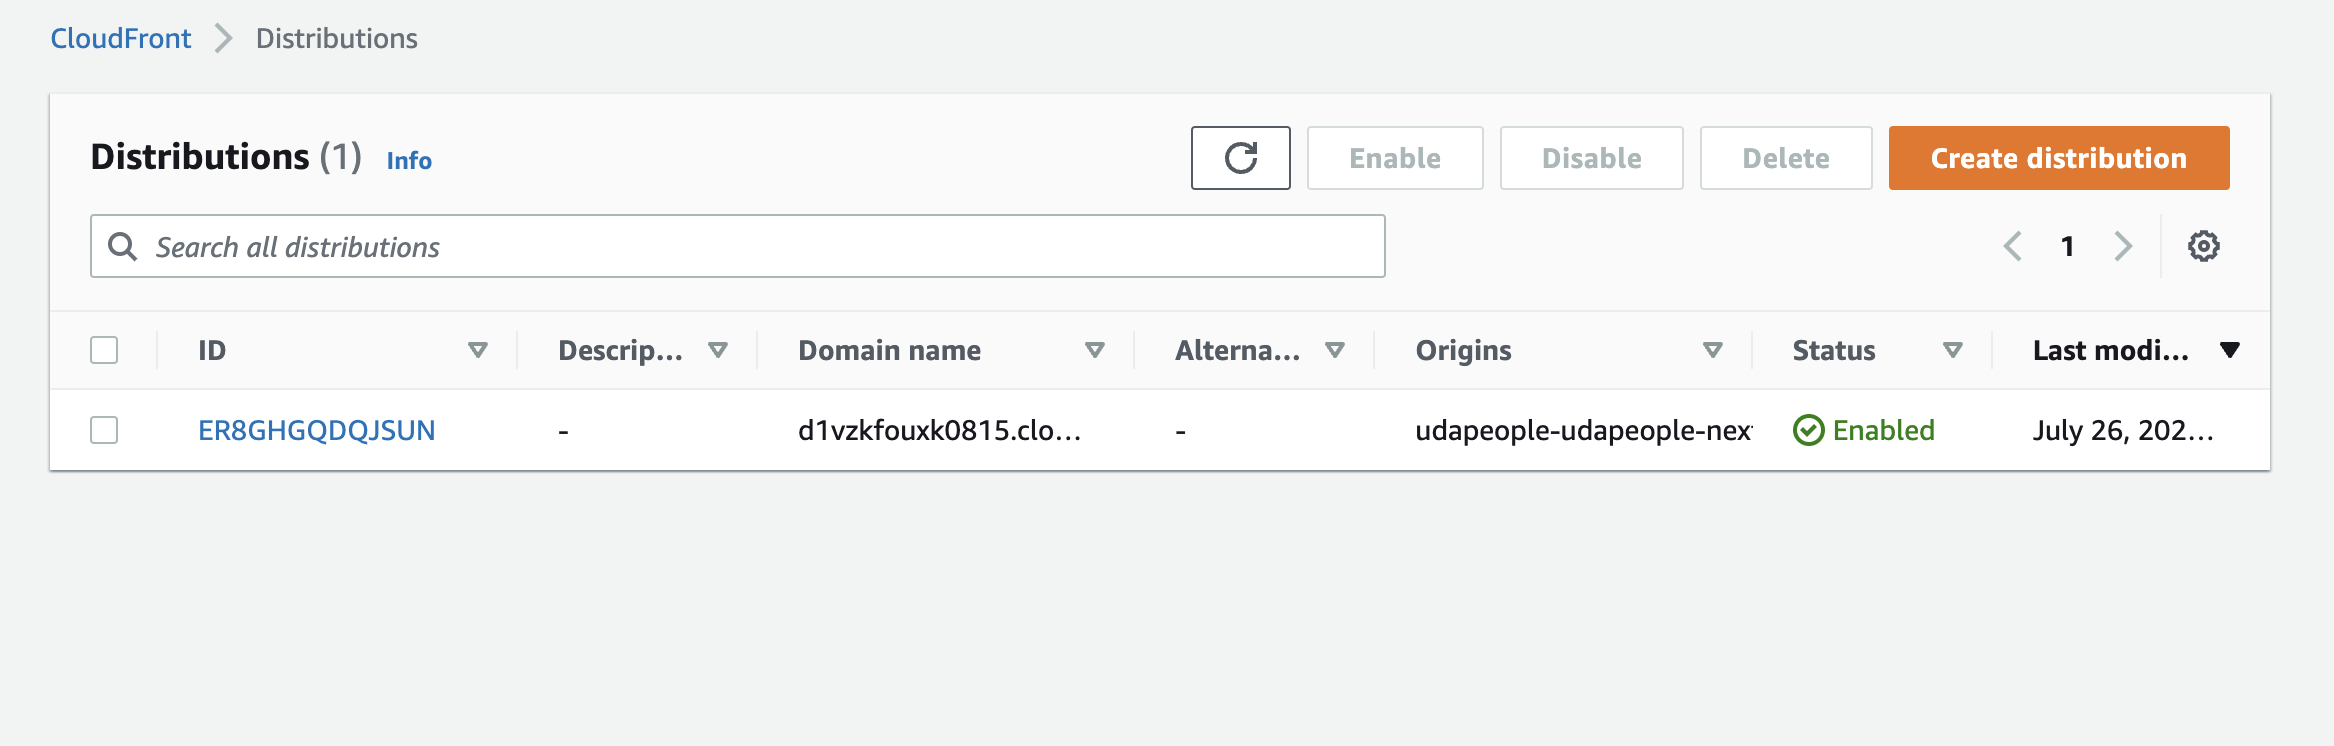 CloudFront Distributions
Distributions (1) Info
Enable Disable Delete Create distribution
Search all distributions
1
ID Descrip... Domain name Alterna... Origins Status Last modi...
ER8GHGQDQJSUN - d1vzkfouxk0815.clo... - udapeople-udapeople-nex Enabled July 26, 202...